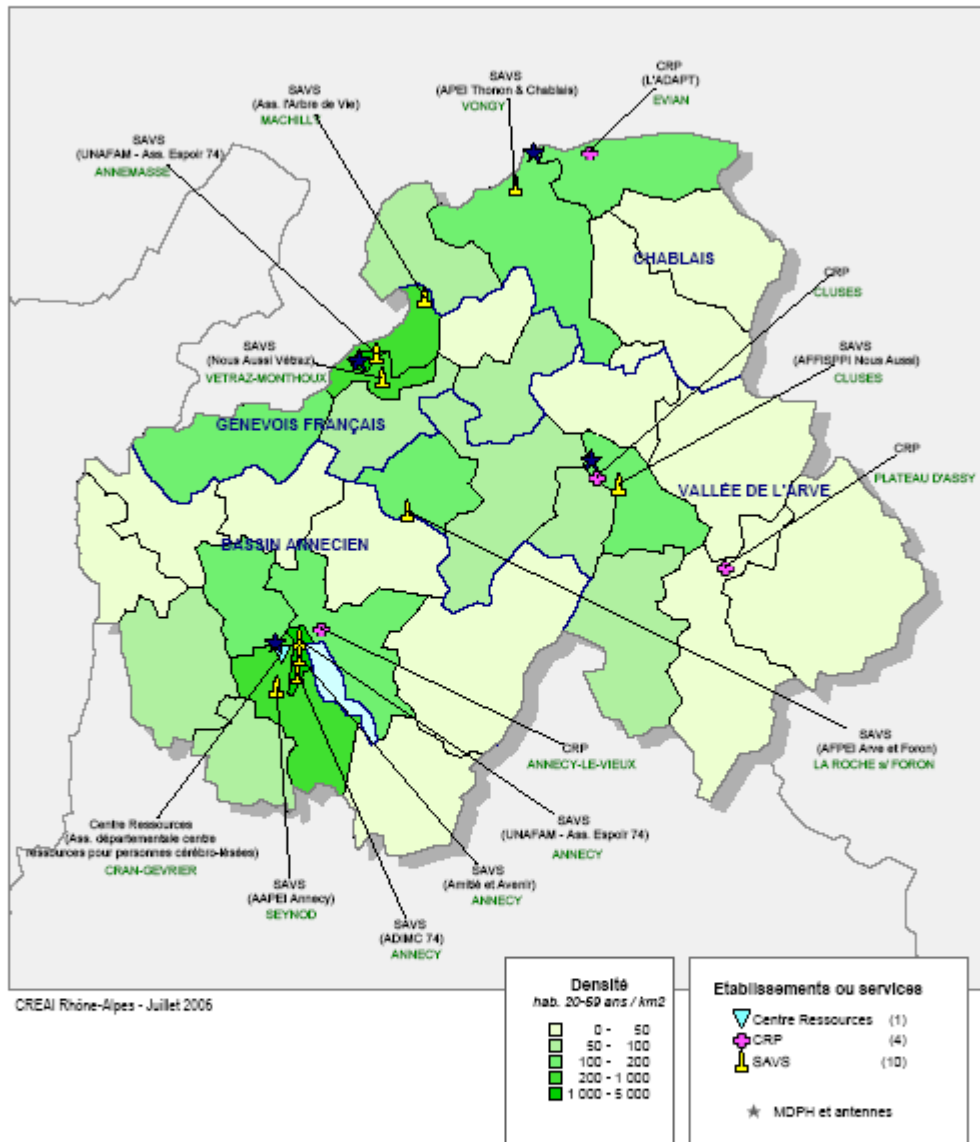 SAVS
(APEI Thonon & Chablais)
VONGY
CRP
(L'ADAPT)
EVIAN
SAVS
(Ass. l'Arbre de Vie)
MACHILLY
SAVS
(UNAFAM - Ass. Espoir 74)
ANNEMASSE
CHABLAIS
CRP
CLUSES
SAVS
(AFFISPPI Nous Aussi)
CLUSES
SAVS
(Nous Aussi Vétraz)
VETRAZ-MONTHOUX
GENEVOIS FRANÇAIS
CRP
PLATEAU D'ASSY
VALLÉE DE L'ARVE
BASSIN ANNECIEN
SAVS
(AFPEI Arve et Foron)
LA ROCHE s/ FORON
CRP
ANNECY-LE-VIEUX
SAVS
(UNAFAM - Ass. Espoir 74)
ANNECY
Centre Ressources
(Ass. départementale centre
ressources pour personnes cérébro-lésées)
CRAN-GEVRIER
SAVS
(AAPEI Annecy)
SEYNOD
SAVS
(Amitié et Avenir)
ANNECY
SAVS
(ADIMC 74)
ANNECY
CREAI Rhône-Alpes - Juillet 2006
Densité
hab. 20-59 ans / km2
0 - 50
50 - 100
100 - 200
200 - 1 000
1 000 - 5 000
Etablissements ou services
Centre Ressources (1)
CRP (4)
SAVS (10)
MDPH et antennes